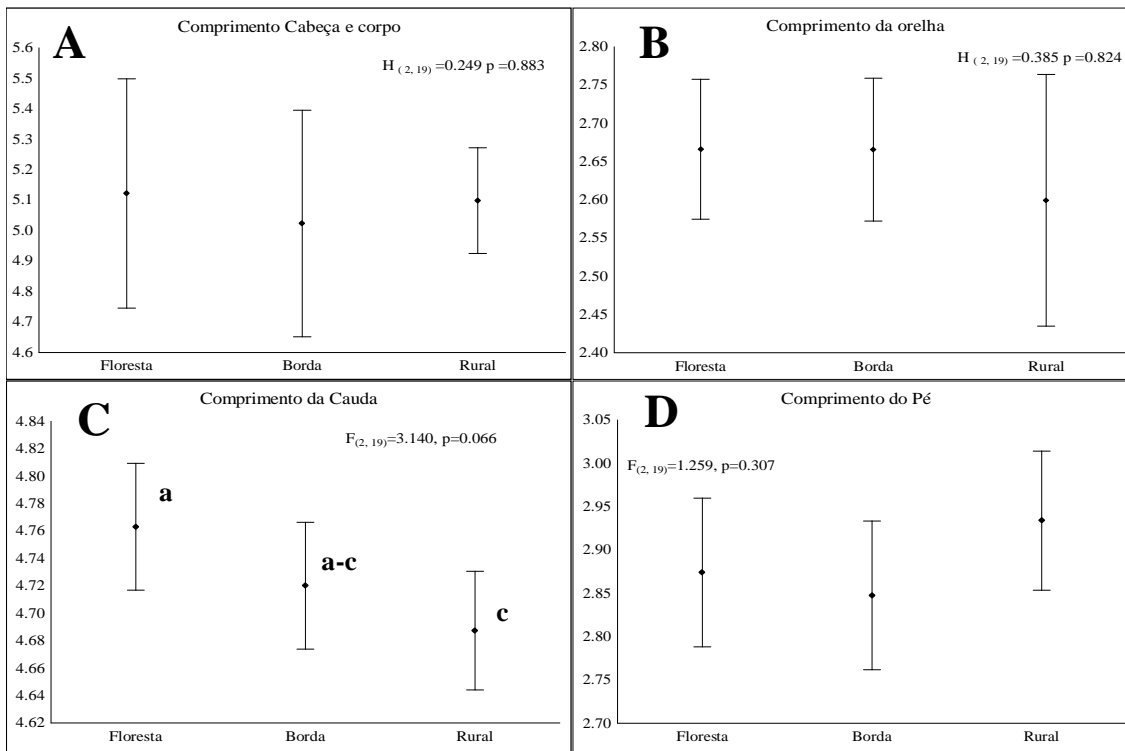 A
Comprimento Cabeça e corpo
H (2, 19) =0.249 p =0.883
5.6
5.5
5.4
5.3
5.2
5.1
5.0
4.9
4.8
4.7
4.6
Floresta Borda Rural
B
Comprimento da orelha
H (2, 19) =0.385 p =0.824
2.80
2.75
2.70
2.65
2.60
2.55
2.50
2.45
2.40
Floresta Borda Rural
C
Comprimento da Cauda
F(2, 19)=3.140, p=0.066
4.84
4.82
4.80
4.78
4.76
4.74
4.72
4.70
4.68
4.66
4.64
4.62
a
a-c
c
Floresta Borda Rural
D
Comprimento do Pé
F(2, 19)=1.259, p=0.307
3.05
3.00
2.95
2.90
2.85
2.80
2.75
2.70
Floresta Borda Rural